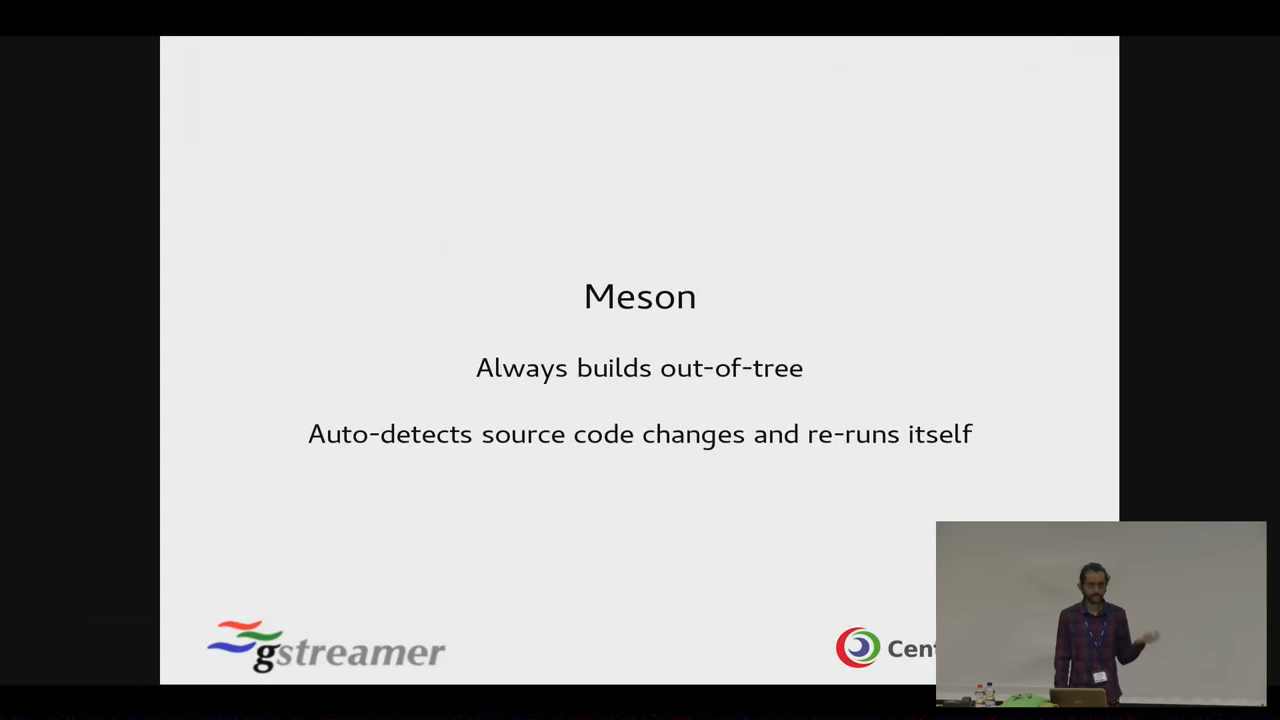 Meson
Always builds out-of-tree
Auto-detects source code changes and re-runs itself
gstreamer
Cent